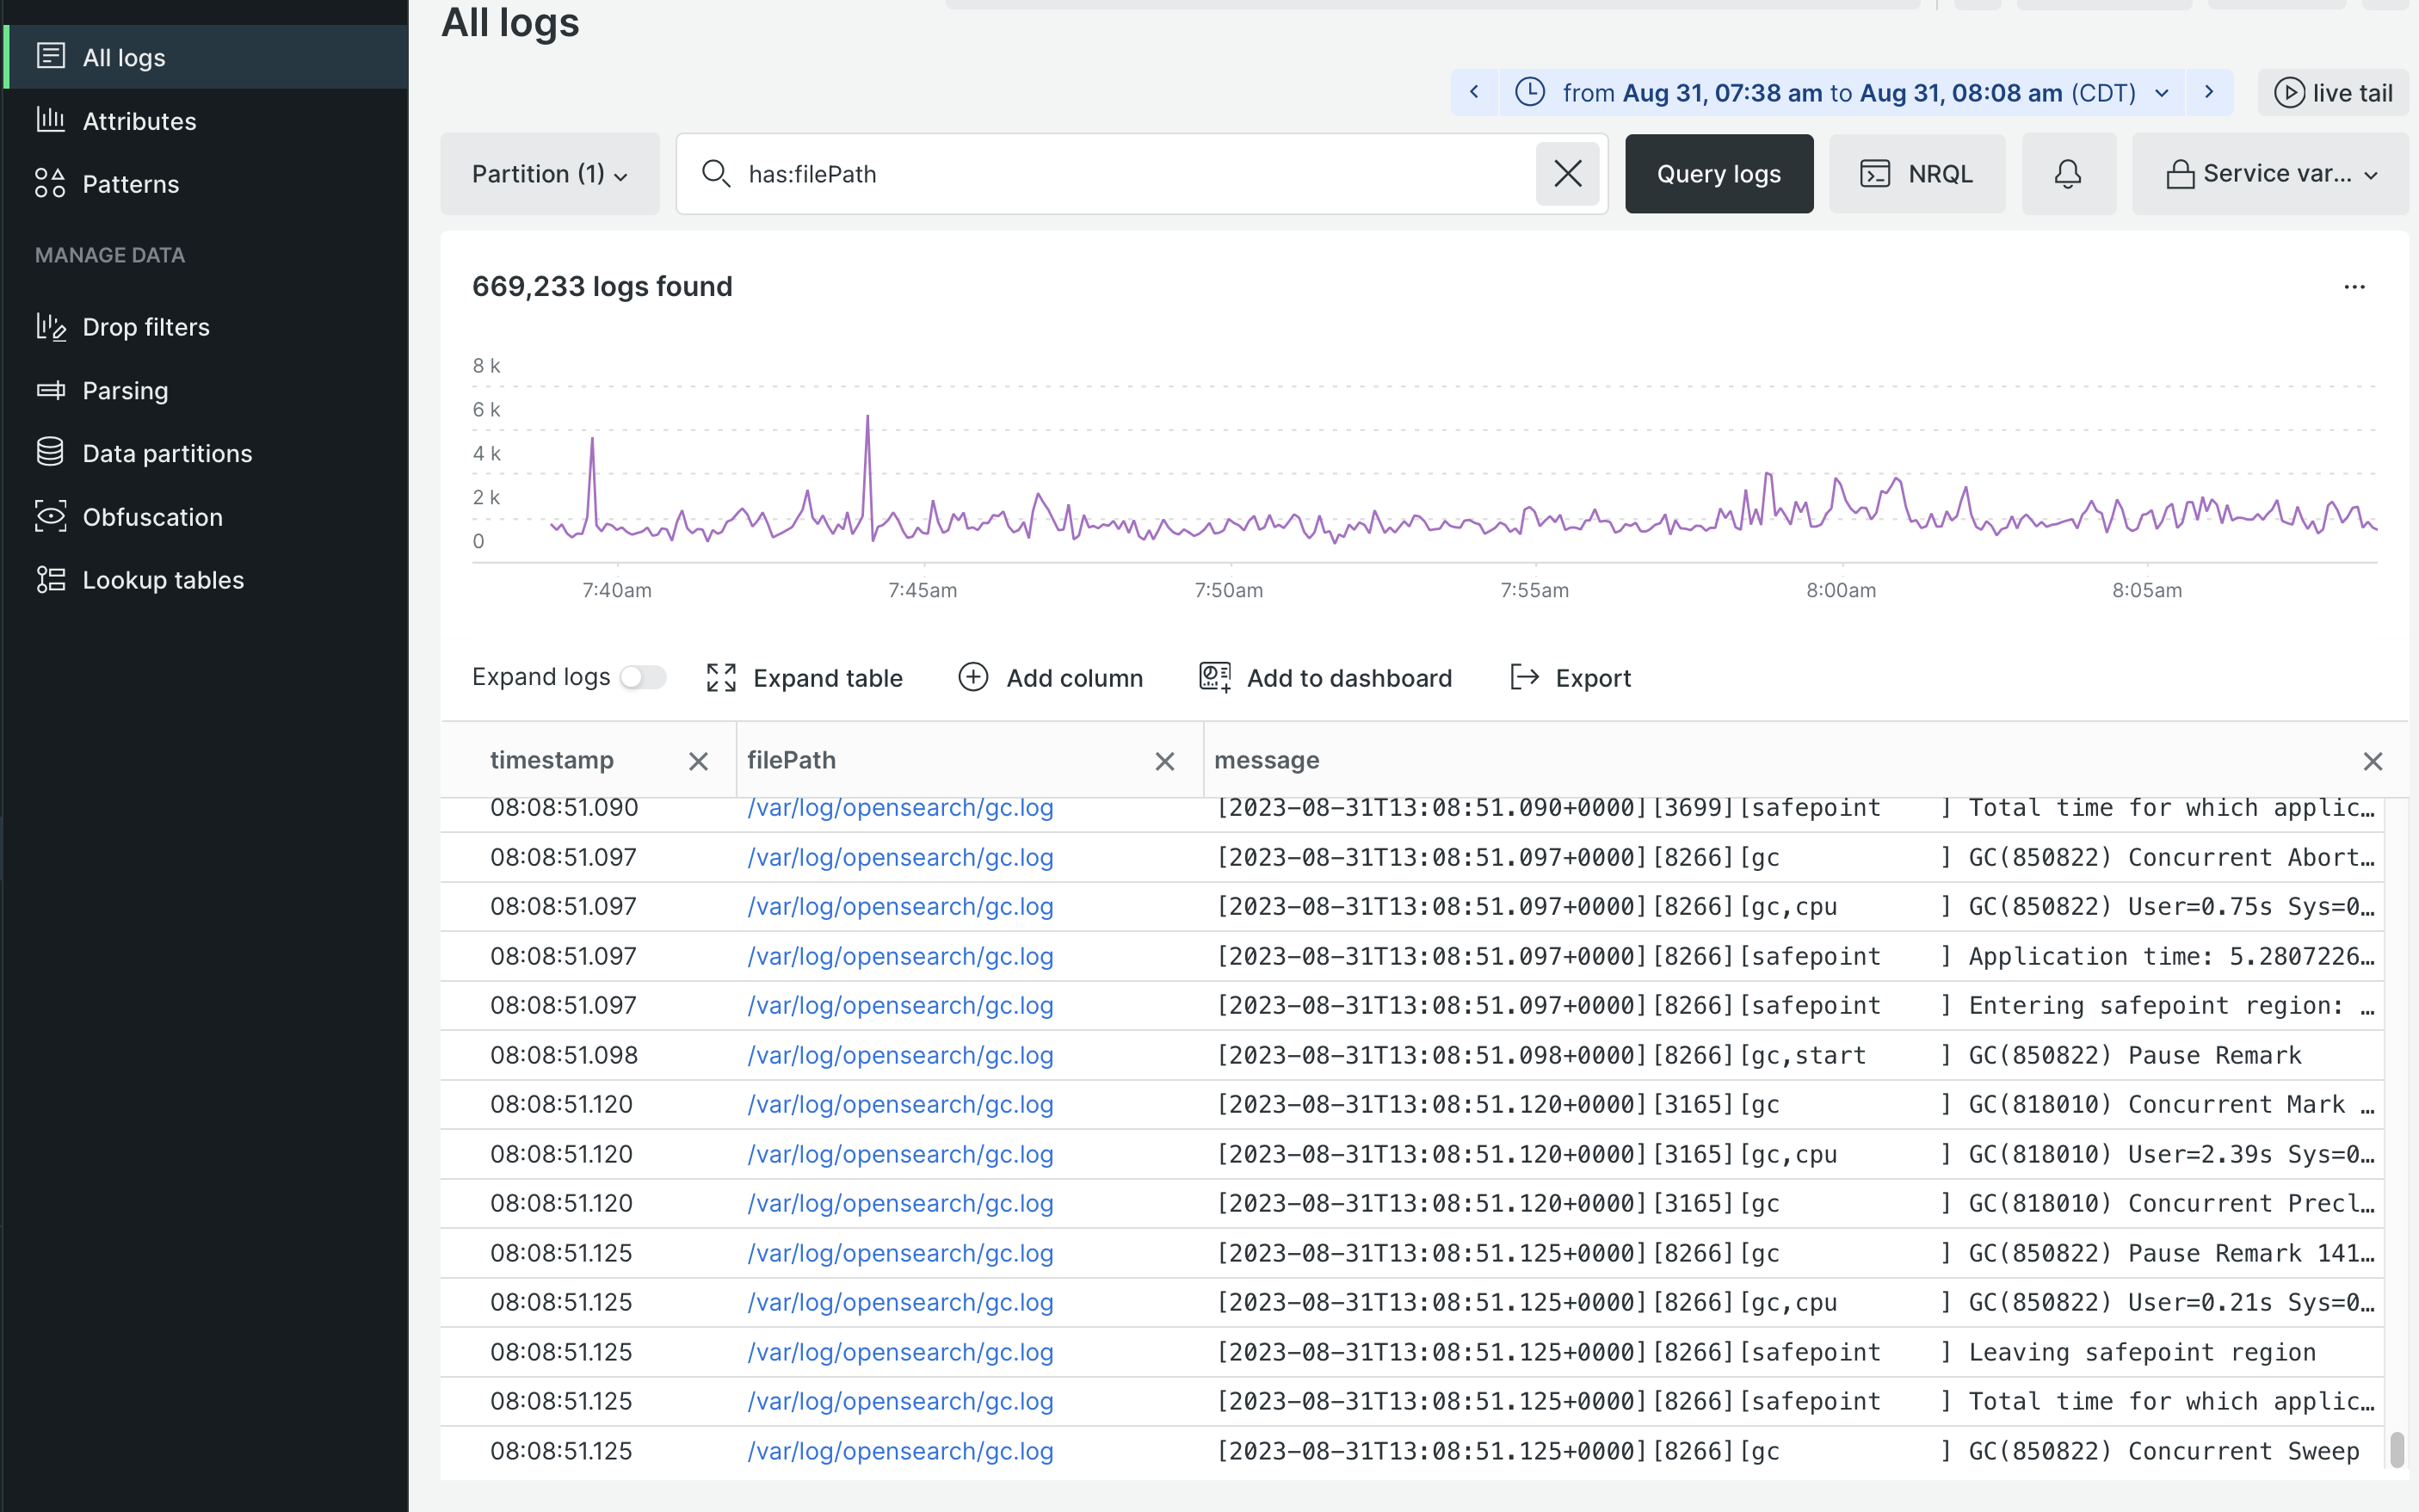 All logs
Attributes
Patterns
MANAGE DATA
Drop filters
Parsing
Data partitions
Obfuscation
Lookup tables
All logs
from Aug 31, 07:38 am to Aug 31, 08:08 am (CDT)
live tail
Partition (1)
has:filePath
Query logs
NRQL
Service var...
669,233 logs found
...
8 k
6 k
4 k
2 k
0
7:40am 7:45am 7:50am 7:55am 8:00am 8:05am
Expand logs Expand table Add column Add to dashboard Export
timestamp filePath message
08:08:51.090 /var/log/opensearch/gc.log [2023-08-31T13:08:51.090+0000][3699][safepoint    ] Total time for which applic…
08:08:51.097 /var/log/opensearch/gc.log [2023-08-31T13:08:51.097+0000][8266][gc           ] GC(850822) Concurrent Abort…
08:08:51.097 /var/log/opensearch/gc.log [2023-08-31T13:08:51.097+0000][8266][gc,cpu       ] GC(850822) User=0.75s Sys=0…
08:08:51.097 /var/log/opensearch/gc.log [2023-08-31T13:08:51.097+0000][8266][safepoint    ] Application time: 5.2807226…
08:08:51.097 /var/log/opensearch/gc.log [2023-08-31T13:08:51.097+0000][8266][safepoint    ] Entering safepoint region: …
08:08:51.098 /var/log/opensearch/gc.log [2023-08-31T13:08:51.098+0000][8266][gc,start     ] GC(850822) Pause Remark
08:08:51.120 /var/log/opensearch/gc.log [2023-08-31T13:08:51.120+0000][3165][gc           ] GC(818010) Concurrent Mark …
08:08:51.120 /var/log/opensearch/gc.log [2023-08-31T13:08:51.120+0000][3165][gc,cpu       ] GC(818010) User=2.39s Sys=0…
08:08:51.120 /var/log/opensearch/gc.log [2023-08-31T13:08:51.120+0000][3165][gc           ] GC(818010) Concurrent Precl…
08:08:51.125 /var/log/opensearch/gc.log [2023-08-31T13:08:51.125+0000][8266][gc           ] GC(850822) Pause Remark 141…
08:08:51.125 /var/log/opensearch/gc.log [2023-08-31T13:08:51.125+0000][8266][gc,cpu       ] GC(850822) User=0.21s Sys=0…
08:08:51.125 /var/log/opensearch/gc.log [2023-08-31T13:08:51.125+0000][8266][safepoint    ] Leaving safepoint region
08:08:51.125 /var/log/opensearch/gc.log [2023-08-31T13:08:51.125+0000][8266][safepoint    ] Total time for which applic…
08:08:51.125 /var/log/opensearch/gc.log [2023-08-31T13:08:51.125+0000][8266][gc           ] GC(850822) Concurrent Sweep